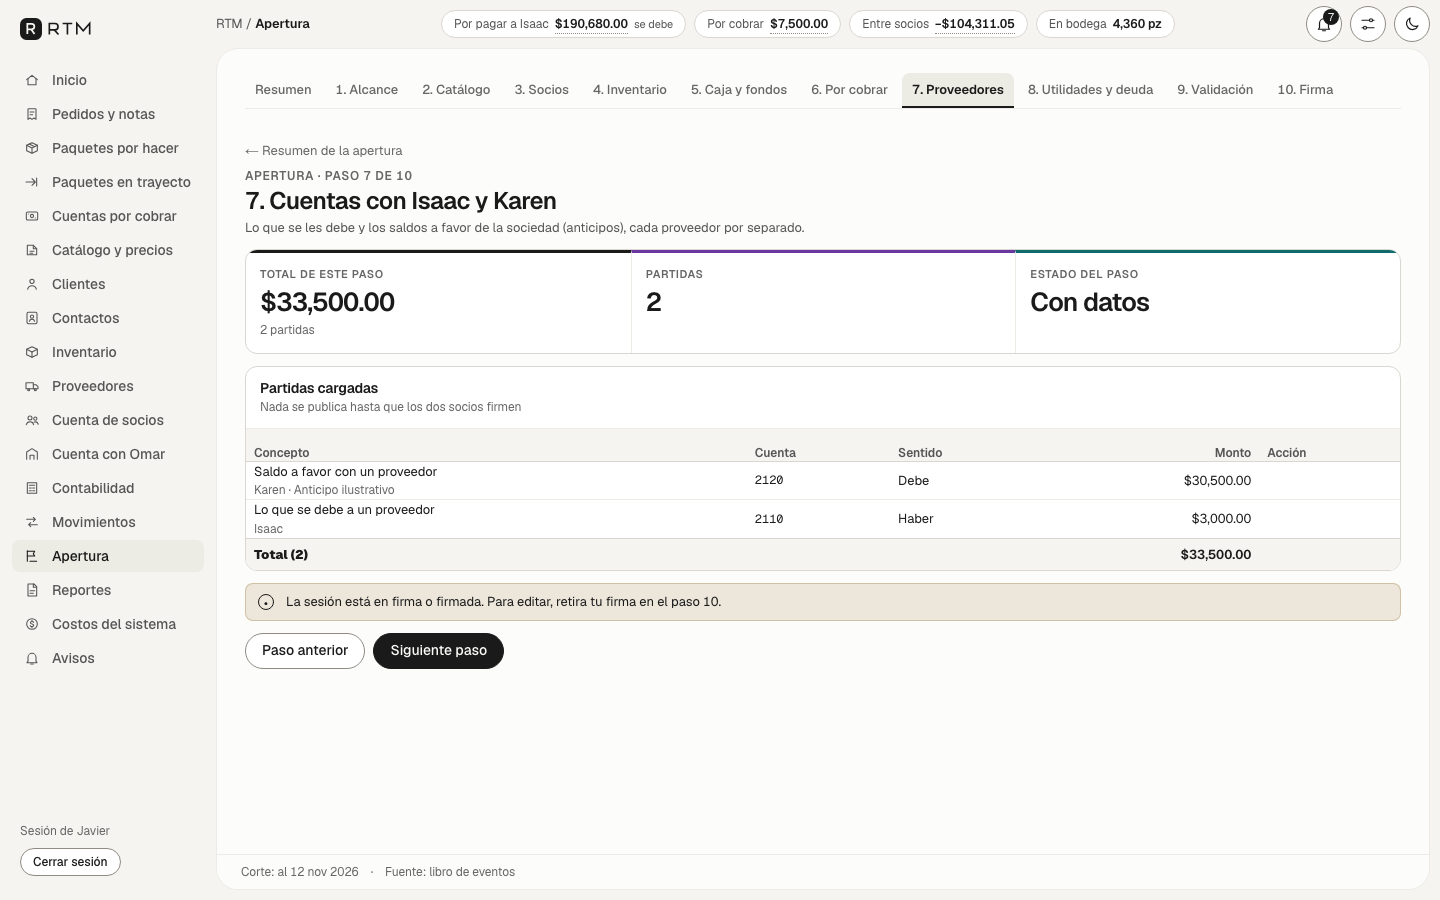 R RTM
RTM / Apertura
Por pagar a Isaac $190,680.00 se debe
Por cobrar $7,500.00
Entre socios −$104,311.05
En bodega 4,360 pz
7
Inicio
Pedidos y notas
Paquetes por hacer
Paquetes en trayecto
Cuentas por cobrar
Catálogo y precios
Clientes
Contactos
Inventario
Proveedores
Cuenta de socios
Cuenta con Omar
Contabilidad
Movimientos
Apertura
Reportes
Costos del sistema
Avisos
Sesión de Javier
Cerrar sesión
Resumen 1. Alcance 2. Catálogo 3. Socios 4. Inventario 5. Caja y fondos 6. Por cobrar 7. Proveedores 8. Utilidades y deuda 9. Validación 10. Firma
← Resumen de la apertura
APERTURA · PASO 7 DE 10
7. Cuentas con Isaac y Karen
Lo que se les debe y los saldos a favor de la sociedad (anticipos), cada proveedor por separado.
TOTAL DE ESTE PASO
$33,500.00
2 partidas
PARTIDAS
2
ESTADO DEL PASO
Con datos
Partidas cargadas
Nada se publica hasta que los dos socios firmen
Concepto Cuenta Sentido Monto Acción
Saldo a favor con un proveedor
Karen · Anticipo ilustrativo
2120 Debe $30,500.00
Lo que se debe a un proveedor
Isaac
2110 Haber $3,000.00
Total (2) $33,500.00
La sesión está en firma o firmada. Para editar, retira tu firma en el paso 10.
Paso anterior
Siguiente paso
Corte: al 12 nov 2026 · Fuente: libro de eventos